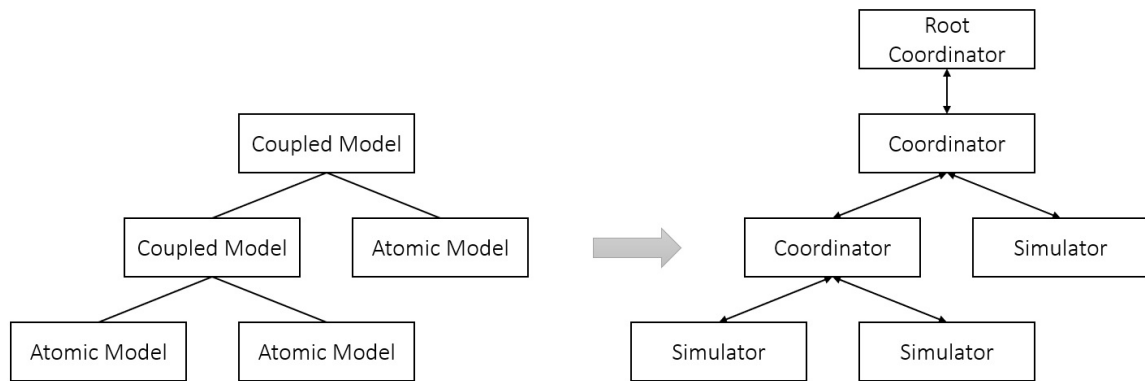 Root
Coordinator
Coupled Model
Coordinator
Coupled Model
Atomic Model
Coordinator
Simulator
Atomic Model
Atomic Model
Simulator
Simulator